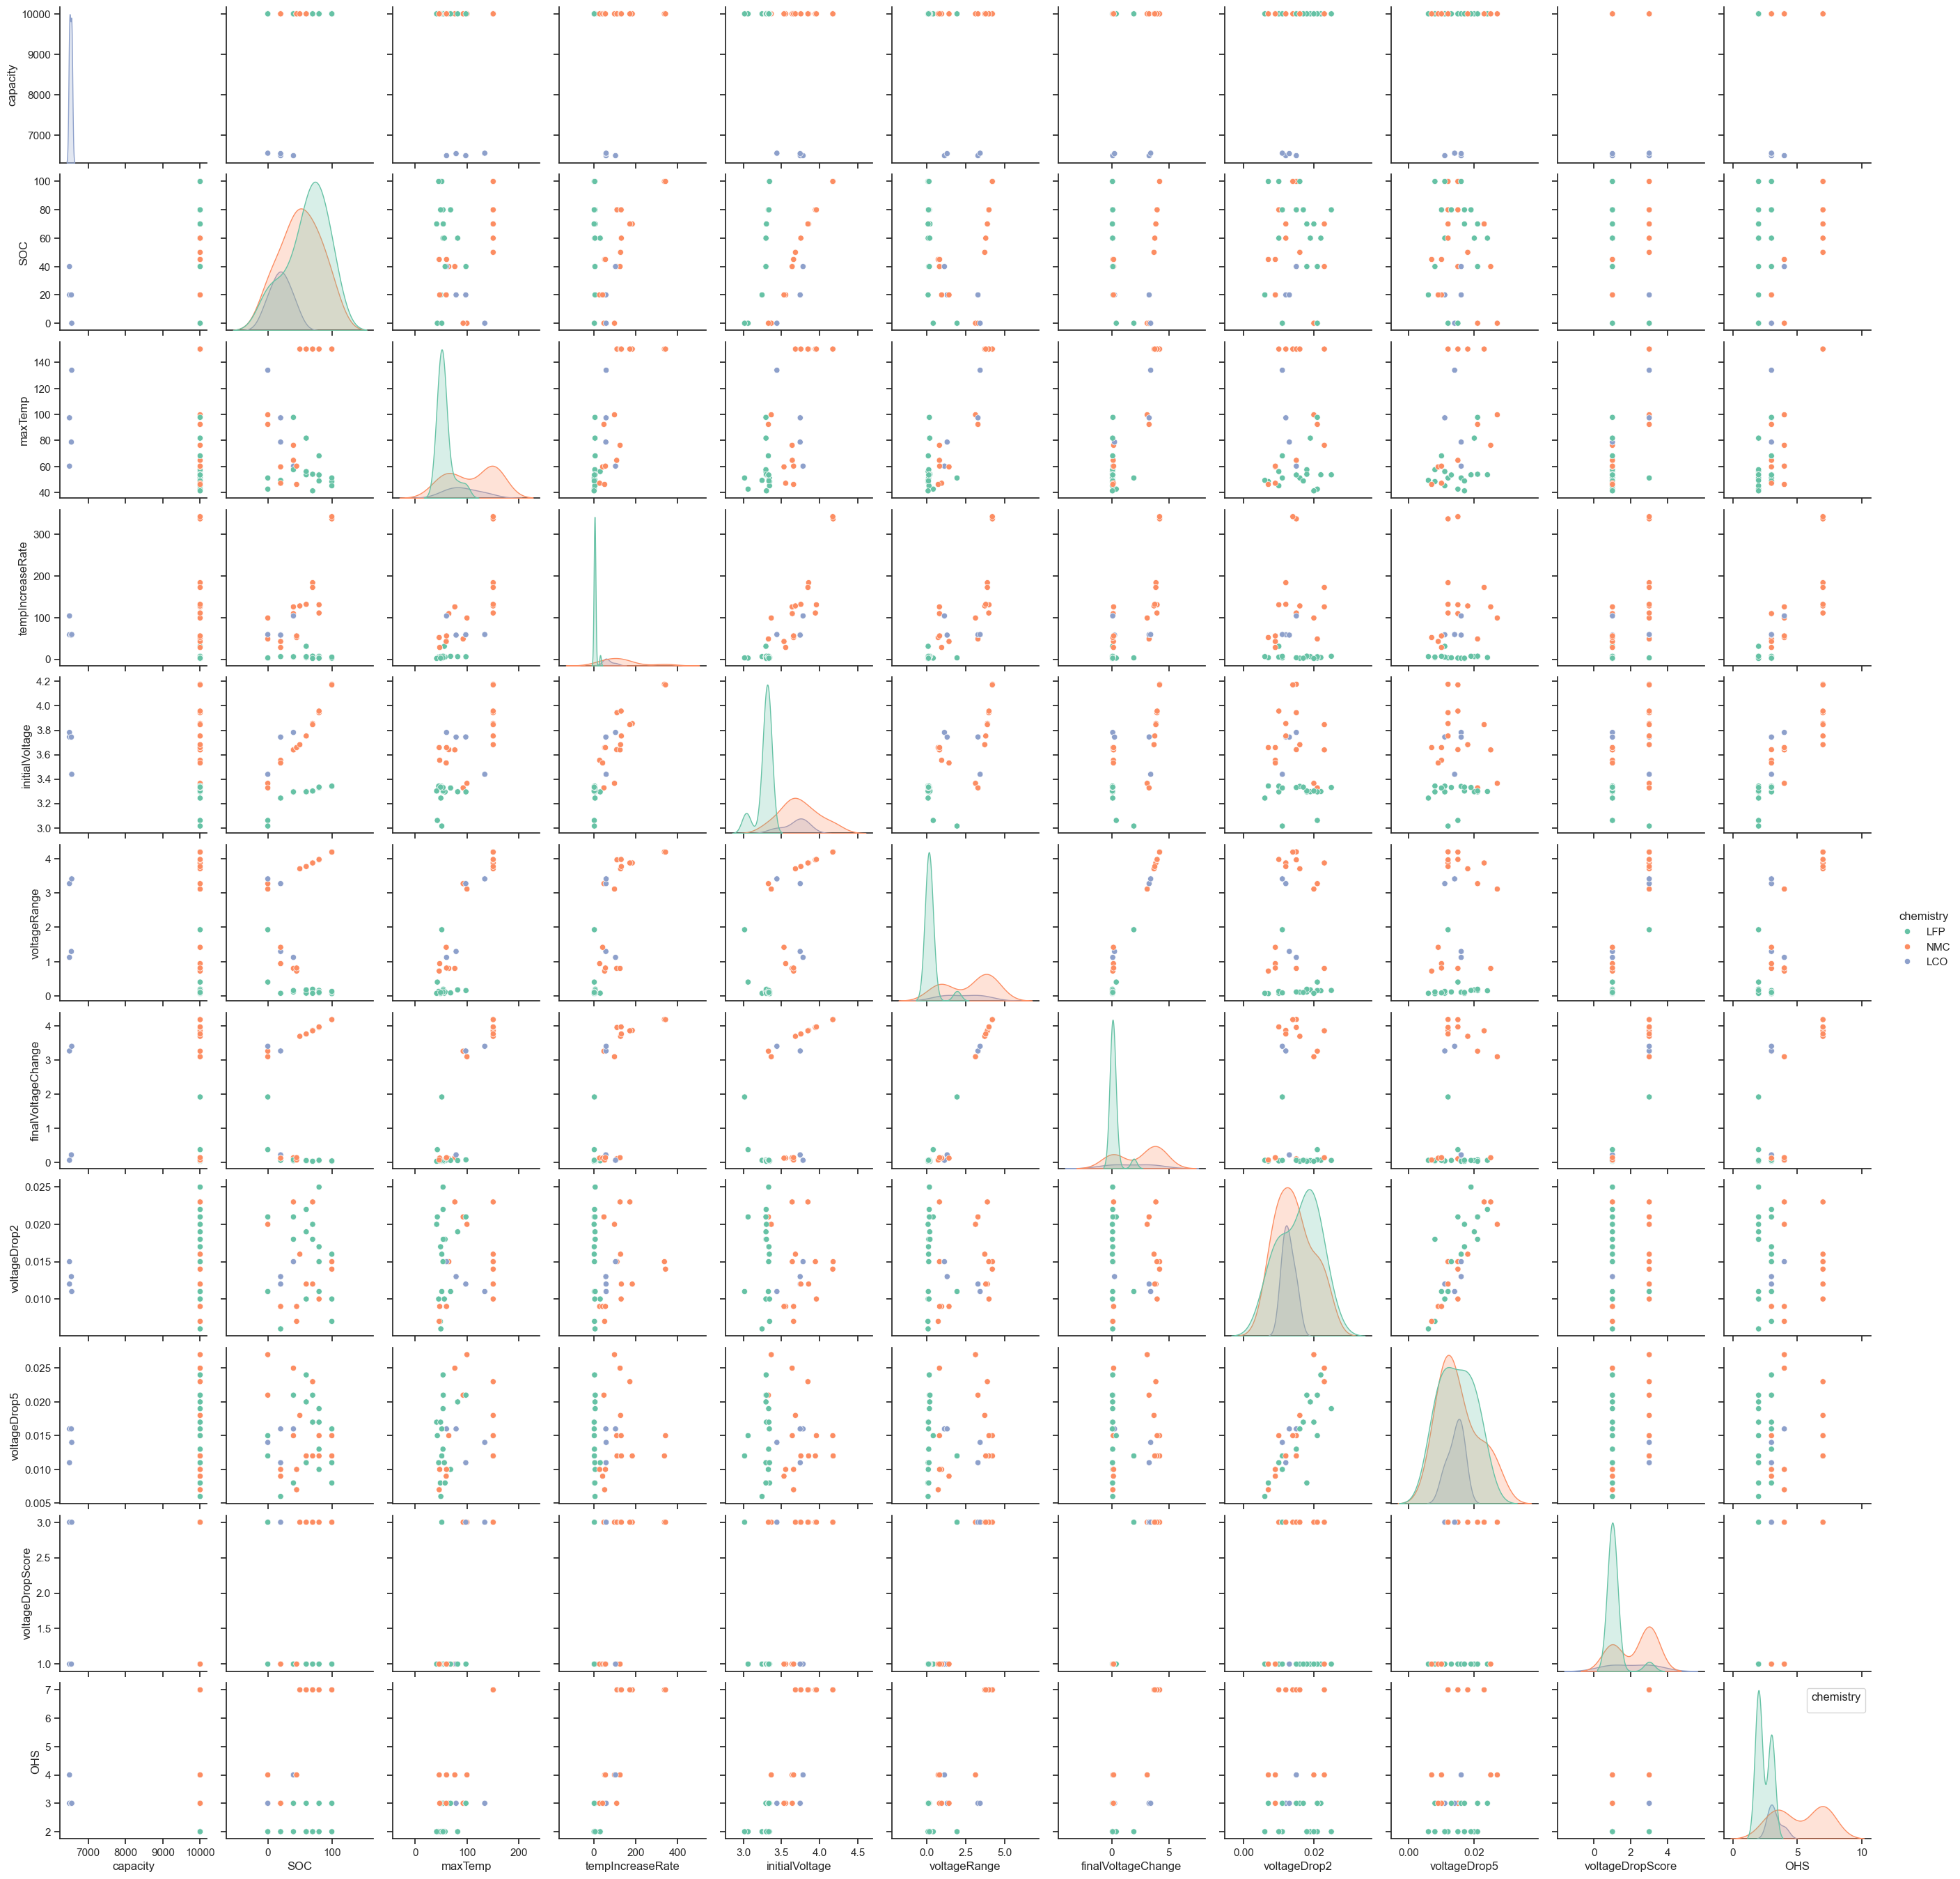 10000
9000
8000
7000
capacity
100
80
60
40
20
0
SOC
140
120
100
80
60
40
maxTemp
300
200
100
0
tempIncreaseRate
4.2
4.0
3.8
3.6
3.4
3.2
3.0
initialVoltage
4
3
2
1
0
voltageRange
chemistry
LFP
NMC
LCO
4
3
2
1
0
finalVoltageChange
0.025
0.020
0.015
0.010
voltageDrop2
0.025
0.020
0.015
0.010
0.005
voltageDrop5
3.0
2.5
2.0
1.5
1.0
voltageDropScore
7
6
5
4
3
2
OHS
chemistry
7000 8000 9000 10000
0 100
0 100 200
0 200 400
3.0 3.5 4.0 4.5
0.0 2.5 5.0
0 5
0.00 0.02
0.00 0.02
0 2 4
0 5 10
capacity
SOC
maxTemp
tempIncreaseRate
initialVoltage
voltageRange
finalVoltageChange
voltageDrop2
voltageDrop5
voltageDropScore
OHS